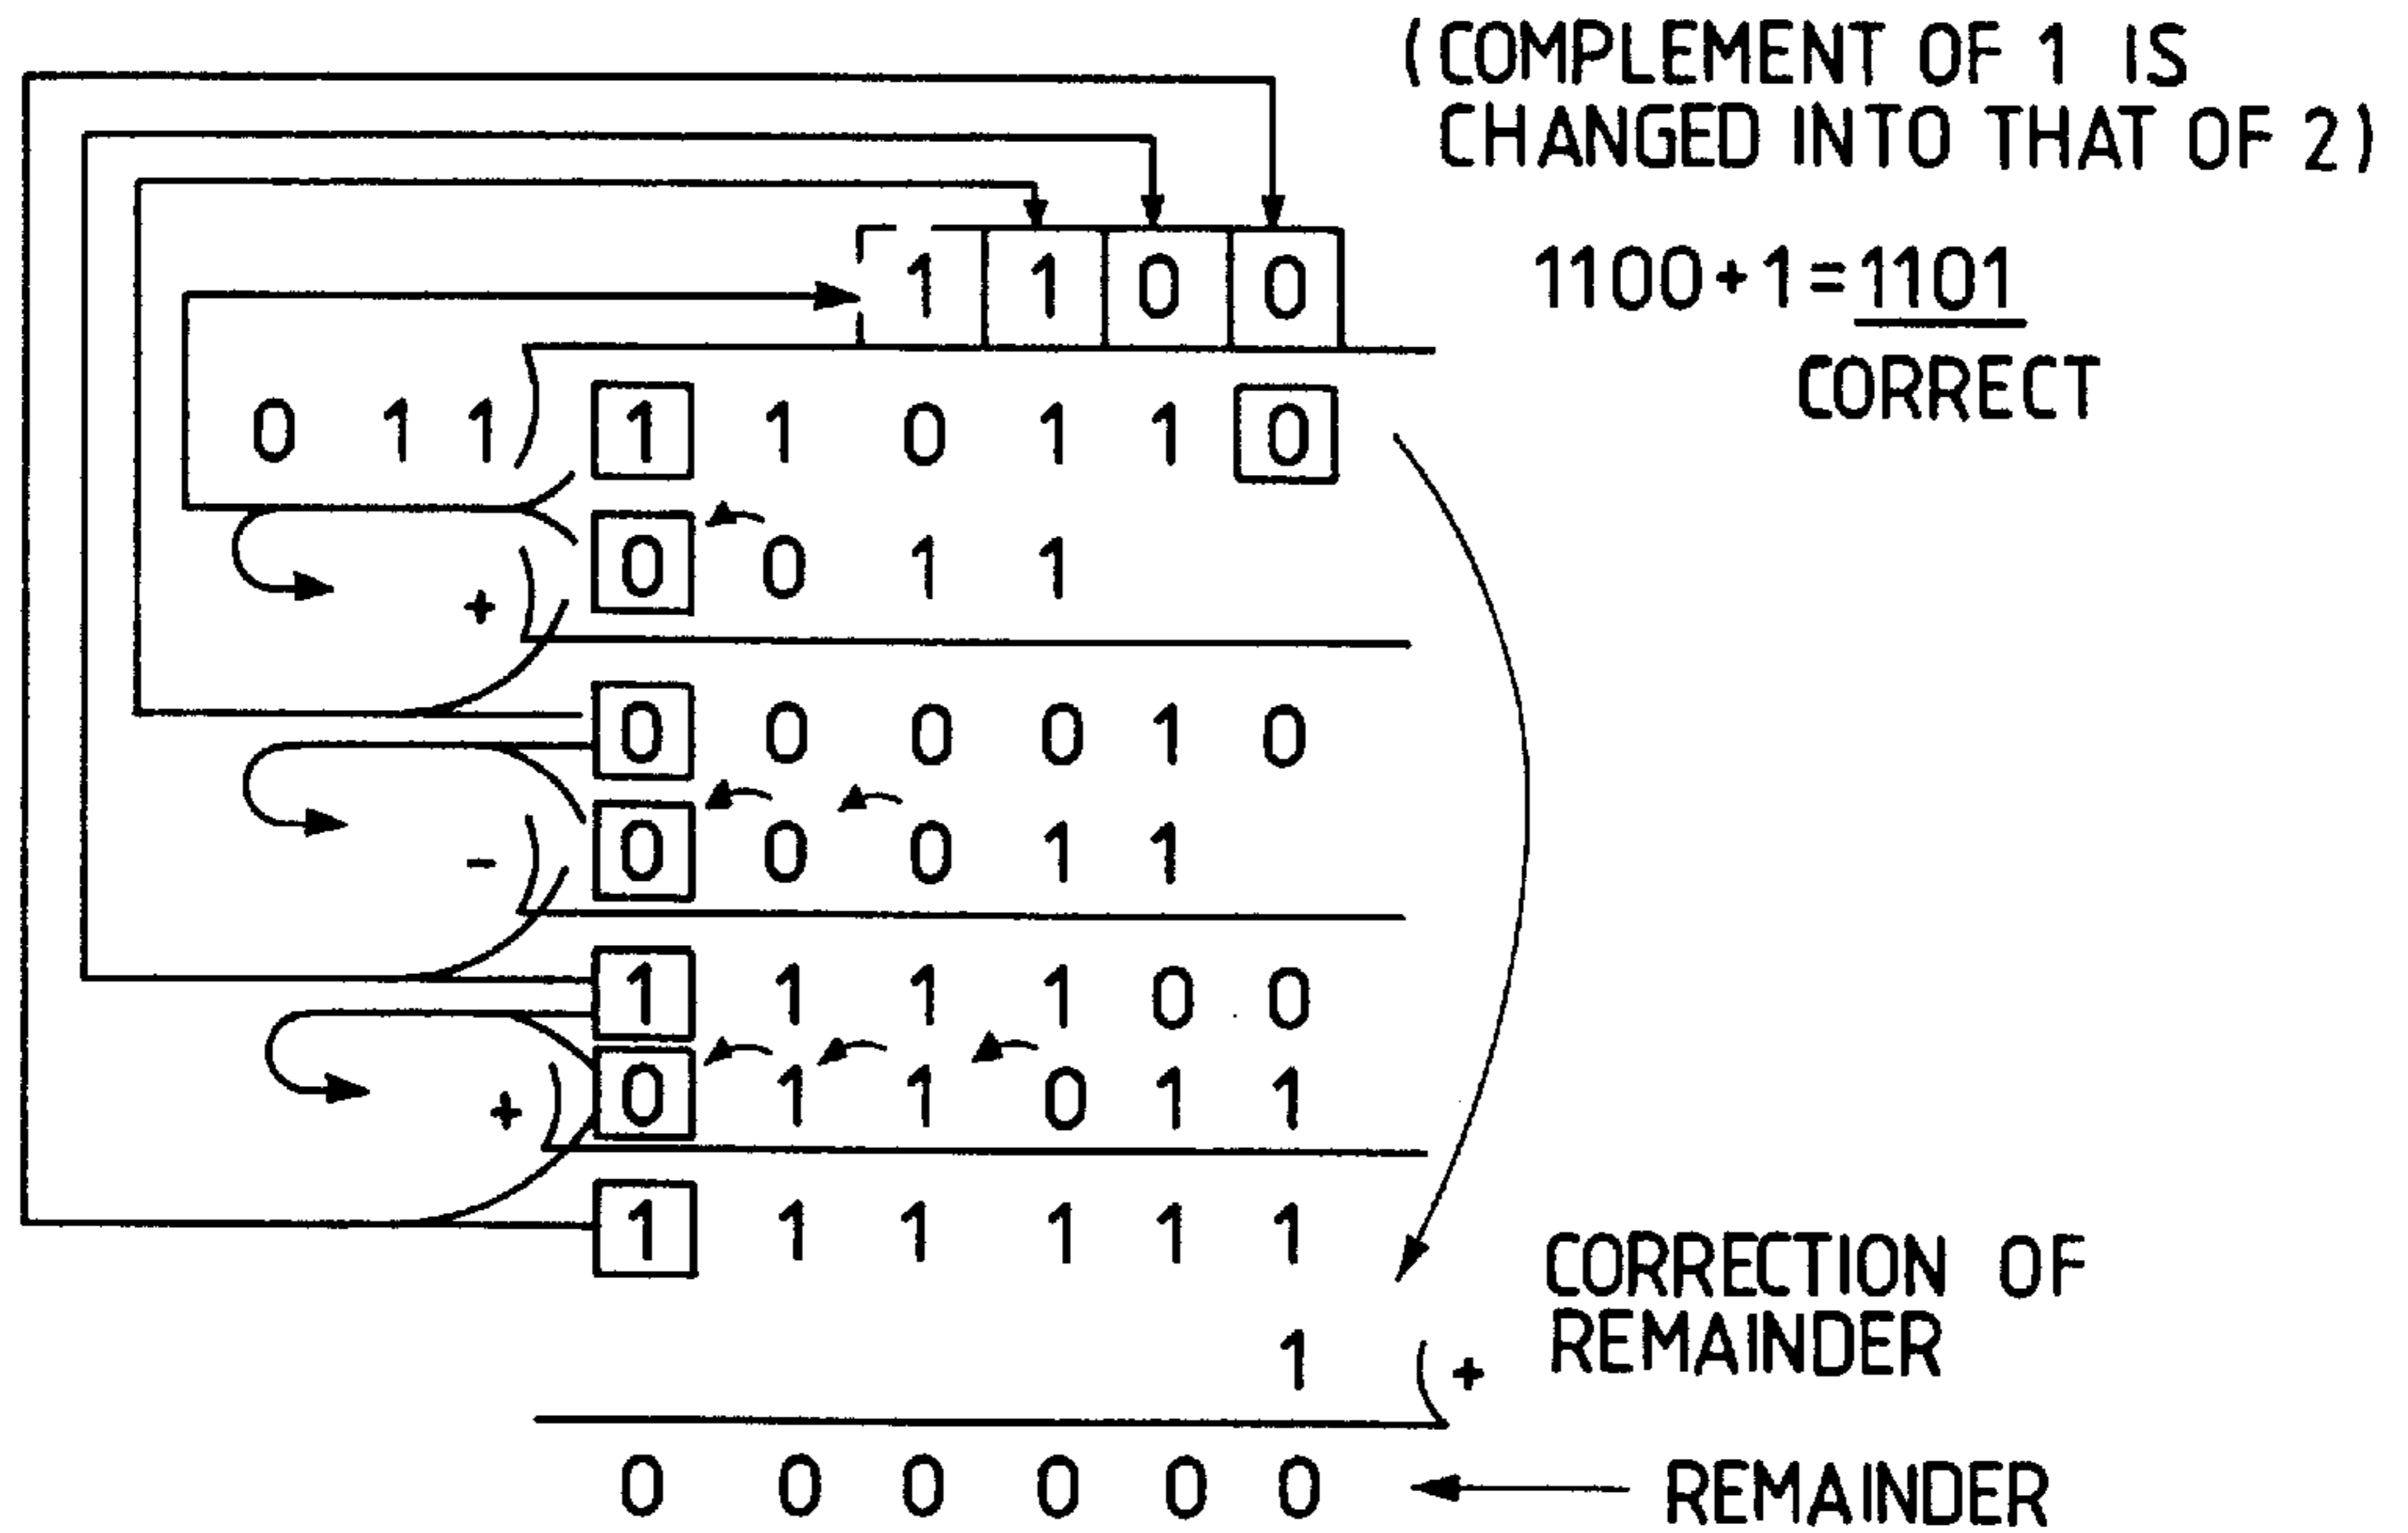 (COMPLEMENT OF 1 IS
CHANGED INTO THAT OF 2)
1 1 0 0
1100+1=1101
CORRECT
0 1 1 ) 1 1 0 1 1 0
0 0 1 1
+ )
0 0 0 0 1 0
0 0 0 1 1
- )
1 1 1 1 0 0
0 1 1 0 1 1
+ )
1 1 1 1 1 1
CORRECTION OF
REMAINDER
1 ( +
0 0 0 0 0 0
REMAINDER